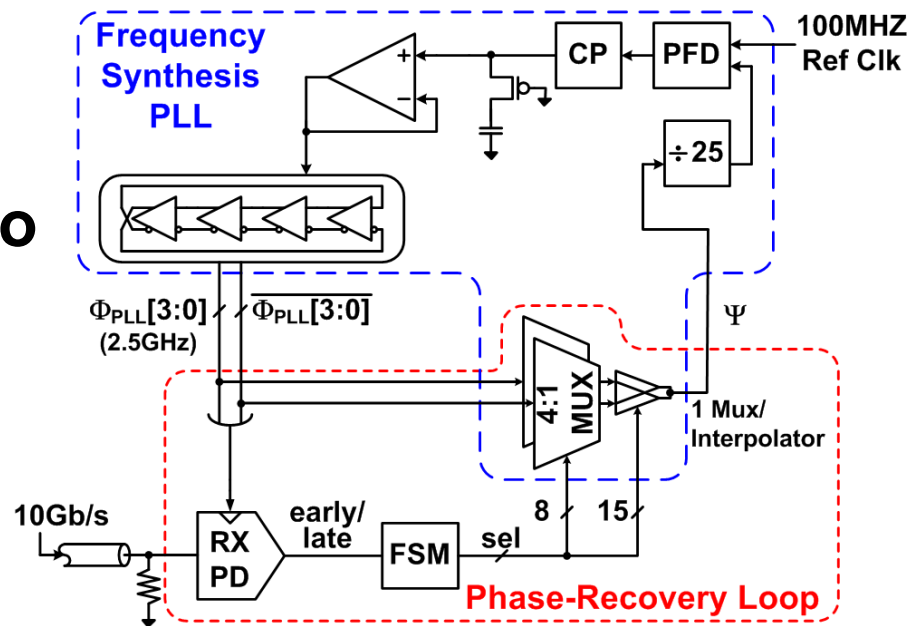 Frequency
Synthesis
PLL
+
−
CP
PFD
100MHZ
Ref Clk
÷25
o
ΦPLL[3:0]
Φ̅P̅L̅L̅[̅3̅:̅0̅]̅
(2.5GHz)
Ψ
4:1
MUX
1 Mux/
Interpolator
8
15
10Gb/s
RX
PD
early/
late
FSM
sel
Phase-Recovery Loop